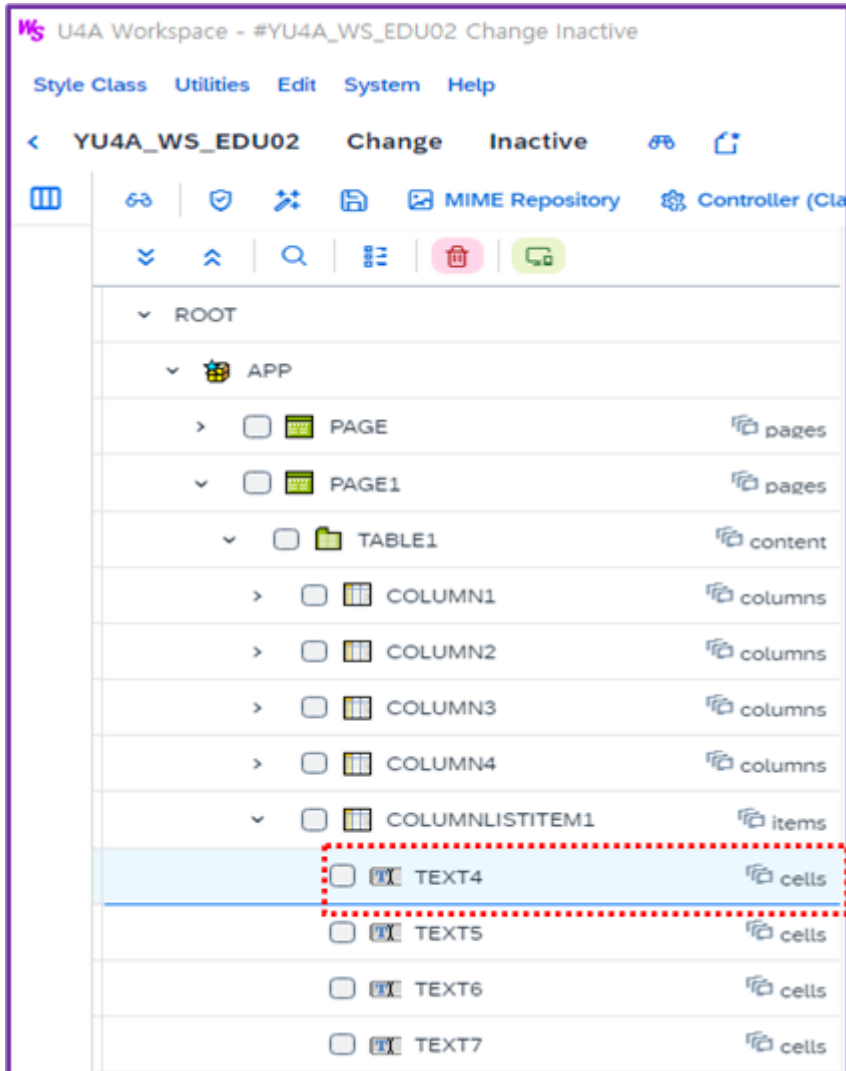 WS U4A Workspace - #YU4A_WS_EDU02 Change Inactive
Style Class Utilities Edit System Help
YU4A_WS_EDU02 Change Inactive
MIME Repository Controller (Cla
ROOT
APP
PAGE pages
PAGE1 pages
TABLE1 content
COLUMN1 columns
COLUMN2 columns
COLUMN3 columns
COLUMN4 columns
COLUMNLISTITEM1 items
TEXT4 cells
TEXT5 cells
TEXT6 cells
TEXT7 cells